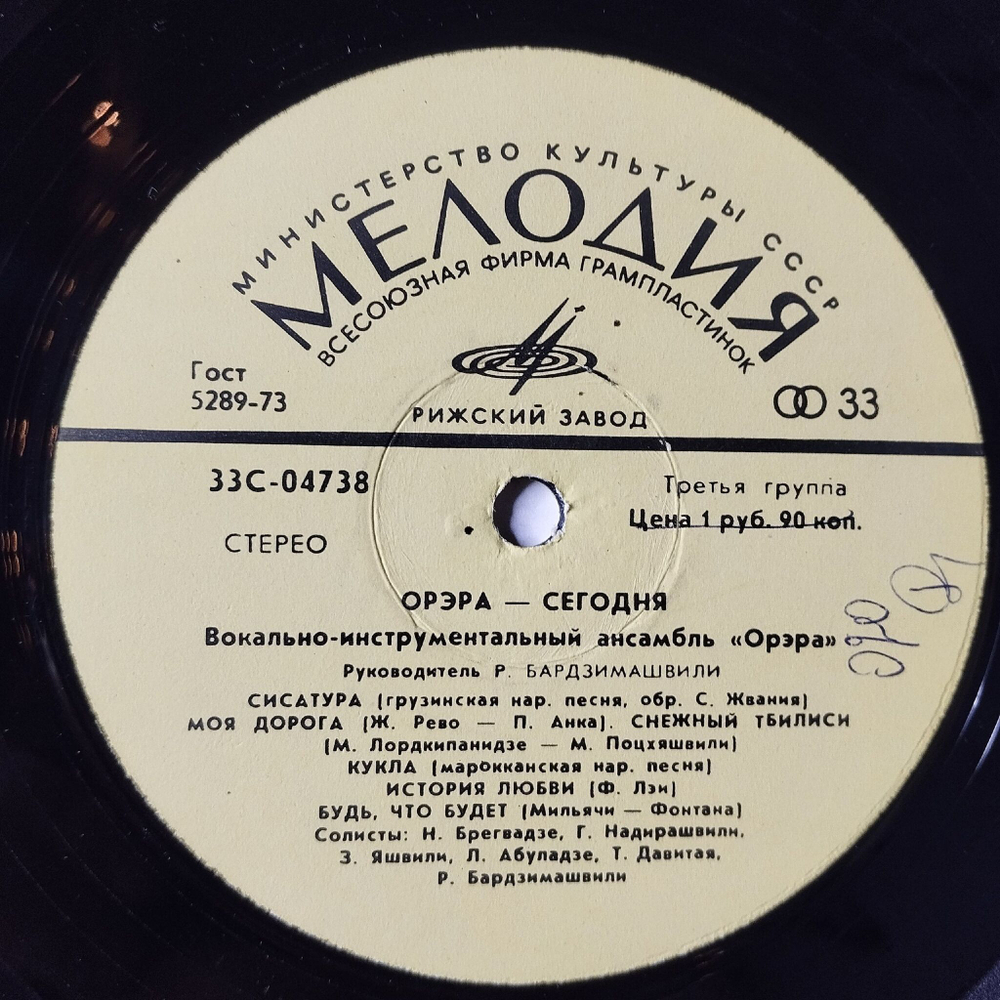 МИНИСТЕРСТВО КУЛЬТУРЫ СССР
МЕЛОДИЯ
ВСЕСОЮЗНАЯ ФИРМА ГРАМПЛАСТИНОК
Гост
5289-73
РИЖСКИЙ ЗАВОД
33
33С-04738
Третья группа
Цена 1 руб. 90 коп.
СТЕРЕО
ОРЭРА — СЕГОДНЯ
Вокально-инструментальный ансамбль «Орэра»
Руководитель Р. БАРДЗИМАШВИЛИ
СИСАТУРА (грузинская нар. песня, обр. С. Жвания)
МОЯ ДОРОГА (Ж. Рево — П. Анка). СНЕЖНЫЙ ТБИЛИСИ
(М. Лордкипанидзе — М. Поцхяшвили)
КУКЛА (марокканская нар. песня)
ИСТОРИЯ ЛЮБВИ (Ф. Лэи)
БУДЬ, ЧТО БУДЕТ (Мильячи — Фонтана)
Солисты: Н. Брегвадзе, Г. Надирашвили,
З. Яшвили, Л. Абуладзе, Т. Давитая,
Р. Бардзимашвили